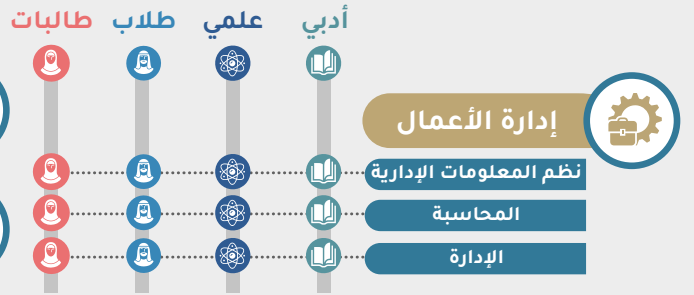 أدبي علمي طلاب طالبات
إدارة الأعمال
نظم المعلومات الإدارية
المحاسبة
الإدارة